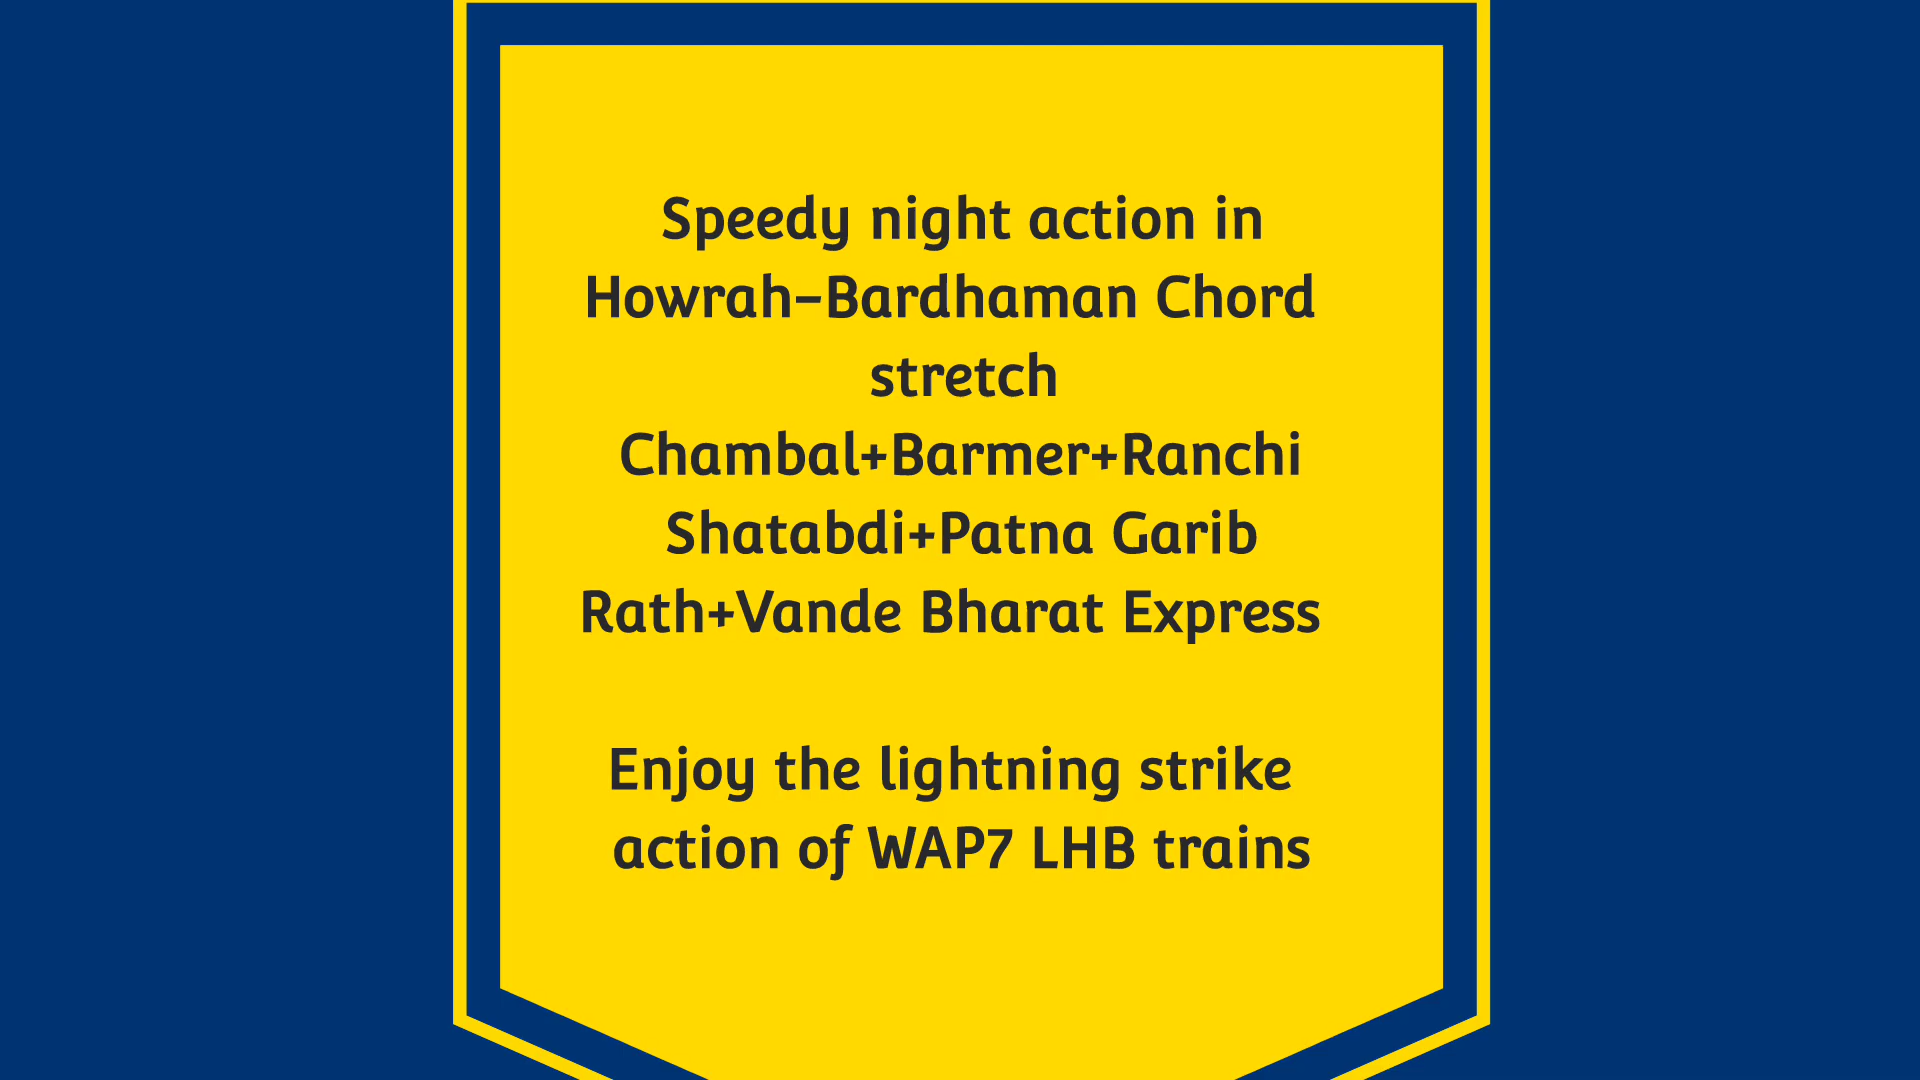 Speedy night action in
Howrah-Bardhaman Chord
stretch
Chambal+Barmer+Ranchi
Shatabdi+Patna Garib
Rath+Vande Bharat Express
Enjoy the lightning strike
action of WAP7 LHB trains